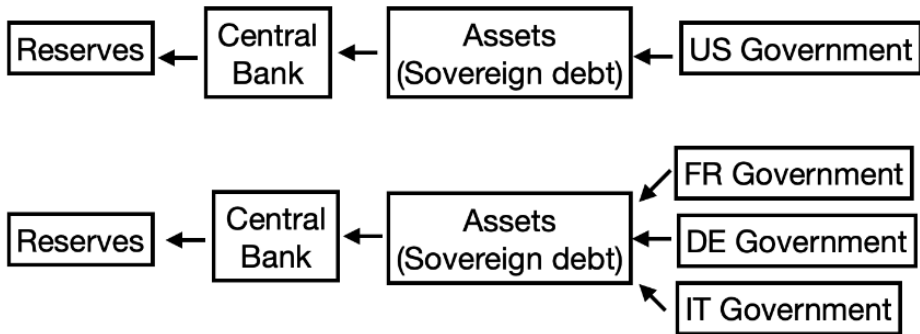 Reserves
Central
Bank
Assets
(Sovereign debt)
US Government
Reserves
Central
Bank
Assets
(Sovereign debt)
FR Government
DE Government
IT Government